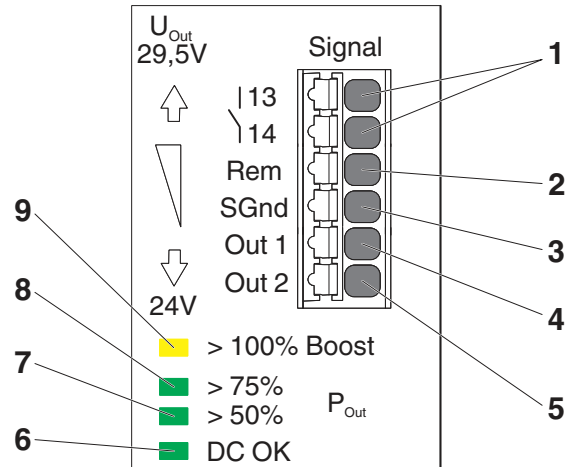 U_Out
29,5V
Signal
1
13
14
Rem
2
SGnd
3
9
Out 1
8
Out 2
4
24V
> 100% Boost
7
> 75%
> 50%
P_Out
5
6
DC OK